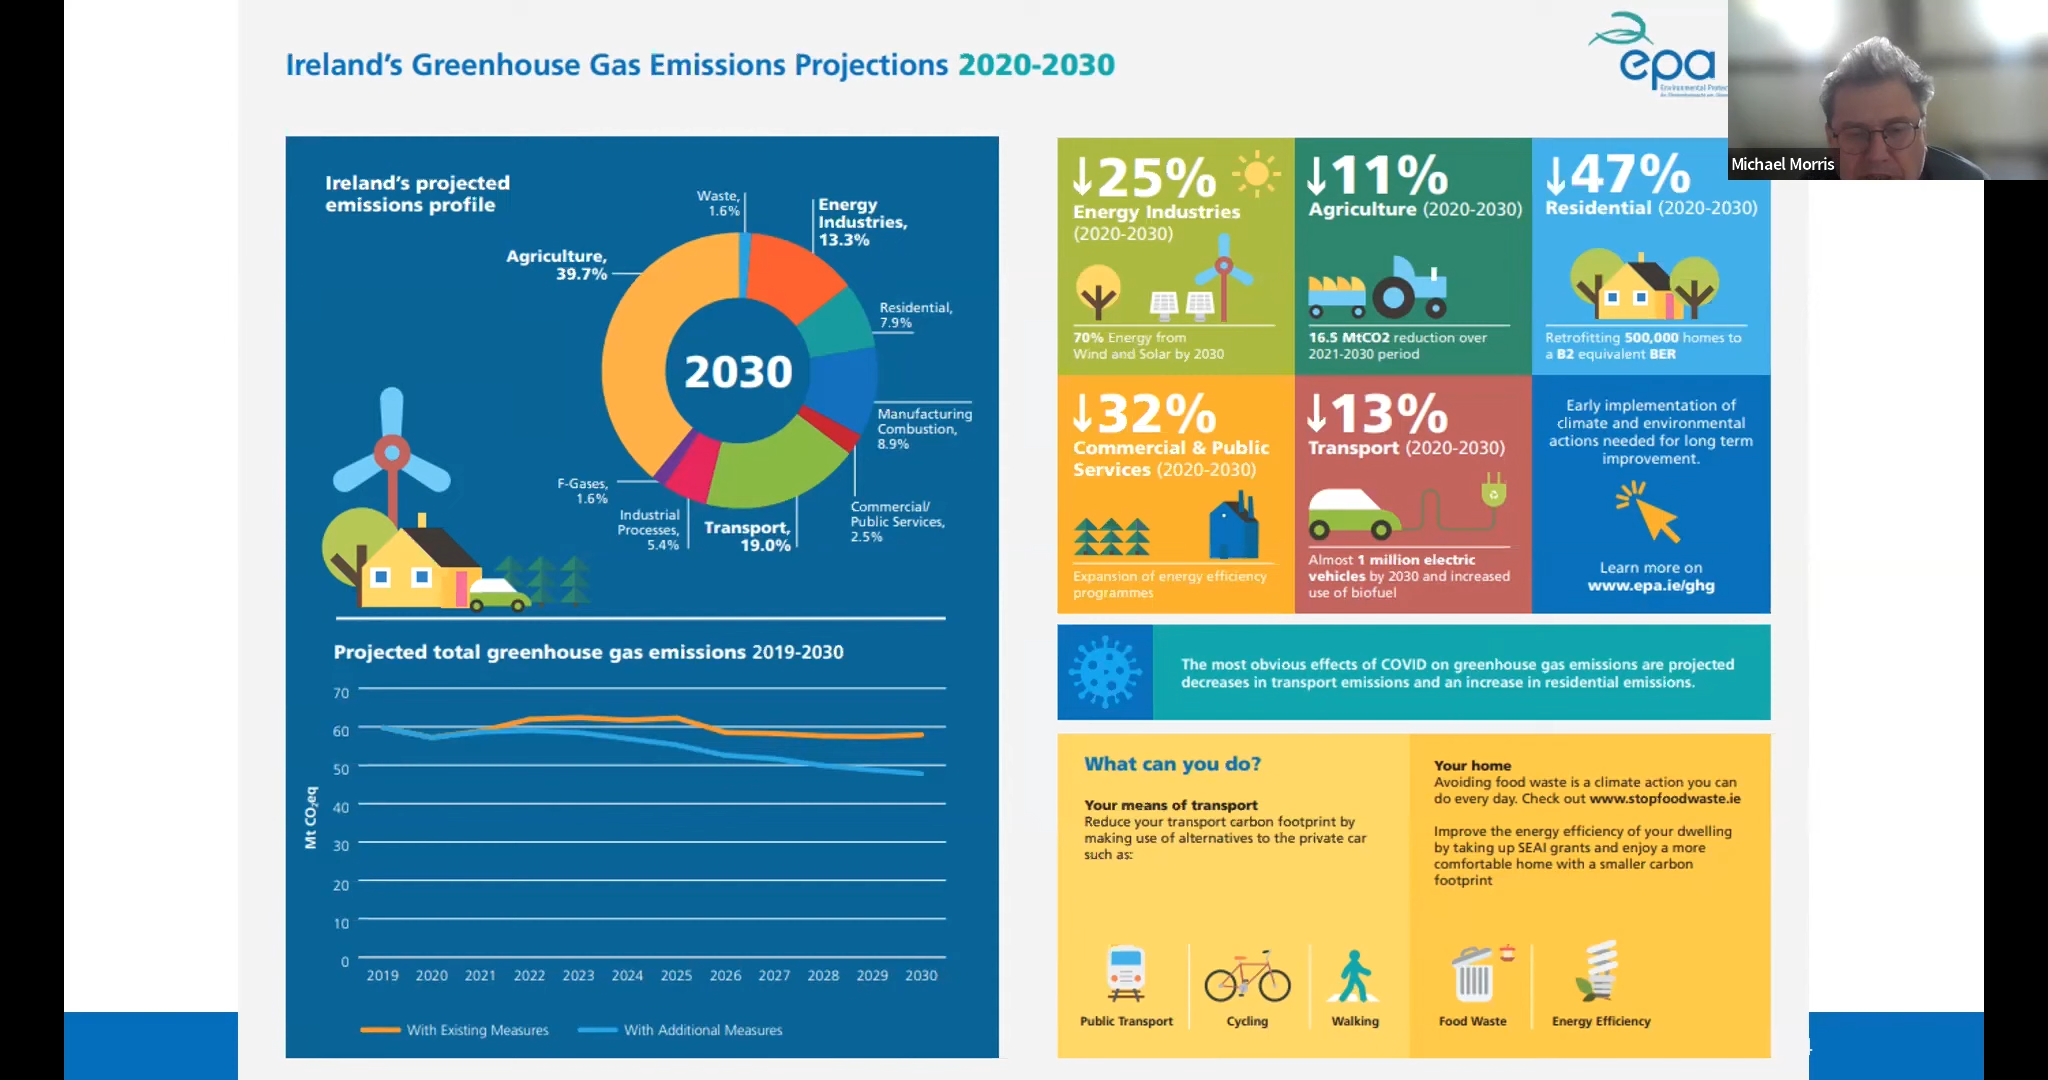 Ireland's Greenhouse Gas Emissions Projections 2020-2030
epa
Michael Morris
Ireland's projected
emissions profile
Waste,
1.6%
Energy
Industries,
13.3%
Agriculture,
39.7%
Residential,
7.9%
2030
Manufacturing
Combustion,
8.9%
F-Gases,
1.6%
Industrial
Processes,
5.4%
Transport,
19.0%
Commercial/
Public Services,
2.5%
Projected total greenhouse gas emissions 2019-2030
70
60
50
40
30
20
10
0
Mt CO₂eq
2019 2020 2021 2022 2023 2024 2025 2026 2027 2028 2029 2030
With Existing Measures
With Additional Measures
↓25%
Energy Industries
(2020-2030)
70% Energy from
Wind and Solar by 2030
↓11%
Agriculture (2020-2030)
16.5 MtCO2 reduction over
2021-2030 period
↓47%
Residential (2020-2030)
Retrofitting 500,000 homes to
a B2 equivalent BER
↓32%
Commercial & Public
Services (2020-2030)
Expansion of energy efficiency
programmes
↓13%
Transport (2020-2030)
Almost 1 million electric
vehicles by 2030 and increased
use of biofuel
Early implementation of
climate and environmental
actions needed for long term
improvement.
Learn more on
www.epa.ie/ghg
The most obvious effects of COVID on greenhouse gas emissions are projected
decreases in transport emissions and an increase in residential emissions.
What can you do?
Your means of transport
Reduce your transport carbon footprint by
making use of alternatives to the private car
such as:
Public Transport
Cycling
Walking
Your home
Avoiding food waste is a climate action you can
do every day. Check out www.stopfoodwaste.ie
Improve the energy efficiency of your dwelling
by taking up SEAI grants and enjoy a more
comfortable home with a smaller carbon
footprint
Food Waste
Energy Efficiency